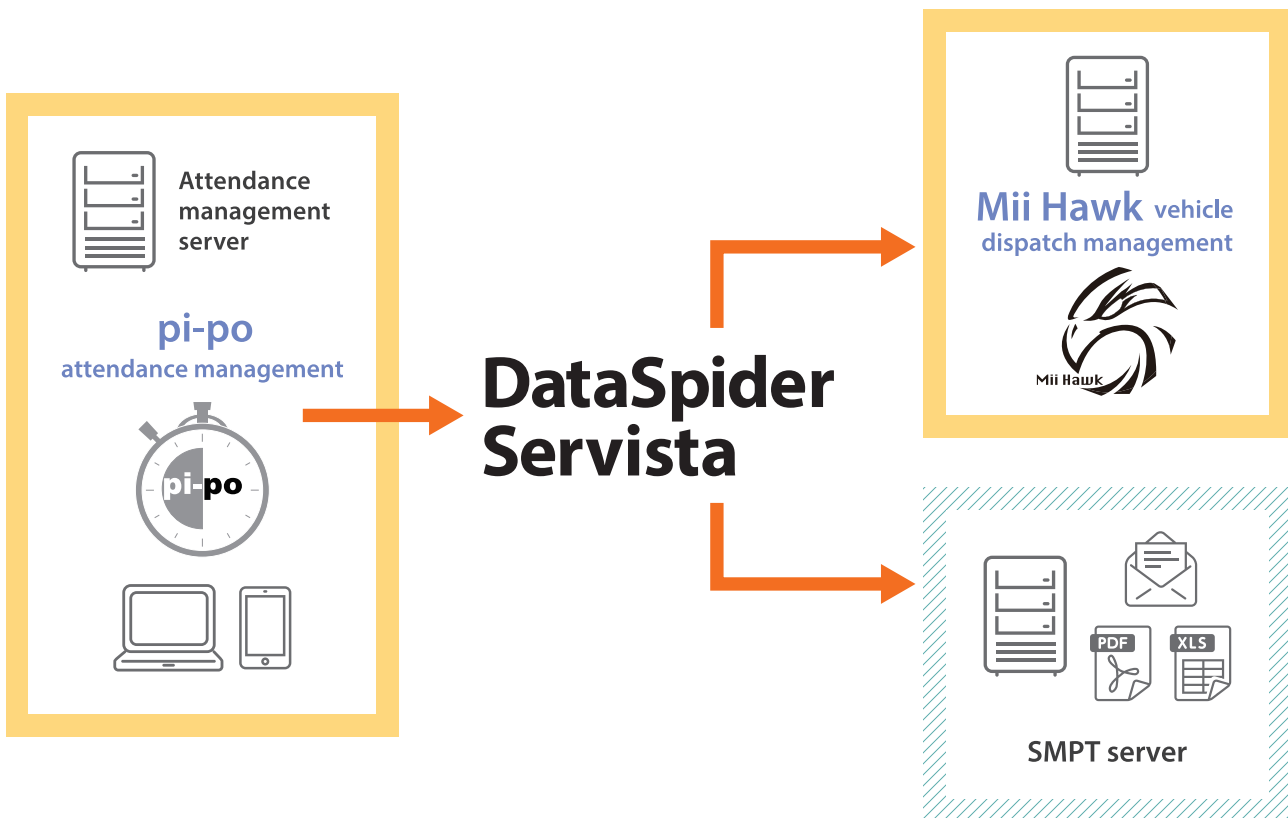 Attendance
management
server
pi-po
attendance management
pi-po
DataSpider
Servista
Mii Hawk vehicle
dispatch management
Mii Hawk
PDF
XLS
SMPT server